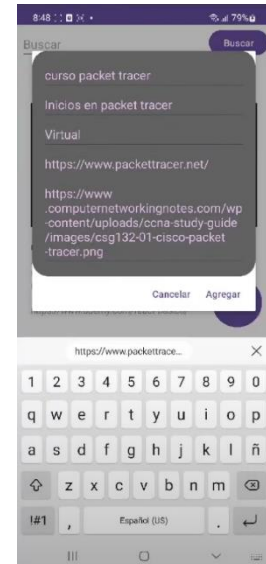 8:48
79%
Buscar
Buscar
curso packet tracer
Inicios en packet tracer
Virtual
https://www.packettracer.net/
https://www
.computernetworkingnotes.com/wp
-content/uploads/ccna-study-guide
/images/csg132-01-cisco-packet
-tracer.png
Cancelar Agregar
https://www.packettrace...
1 2 3 4 5 6 7 8 9 0
q w e r t y u i o p
a s d f g h j k l ñ
z x c v b n m
!#1 , Español (US) .